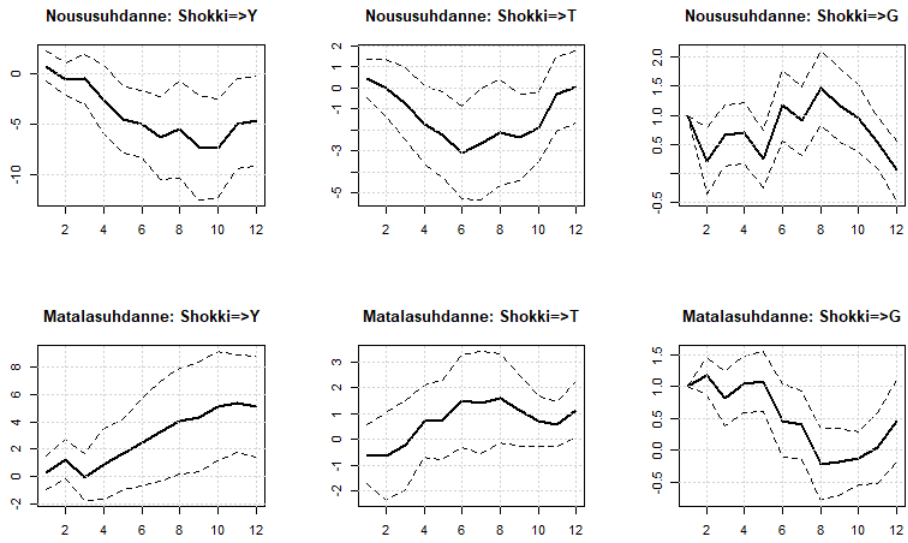 Noususuhdanne: Shokki=>Y
0
-5
-10
2 4 6 8 10 12
Noususuhdanne: Shokki=>T
2
1
0
-1
-3
-5
2 4 6 8 10 12
Noususuhdanne: Shokki=>G
2.0
1.5
1.0
0.5
-0.5
2 4 6 8 10 12
Matalasuhdanne: Shokki=>Y
8
6
4
2
0
-2
2 4 6 8 10 12
Matalasuhdanne: Shokki=>T
3
2
1
0
-1
-2
2 4 6 8 10 12
Matalasuhdanne: Shokki=>G
1.5
1.0
0.5
0.0
-0.5
2 4 6 8 10 12